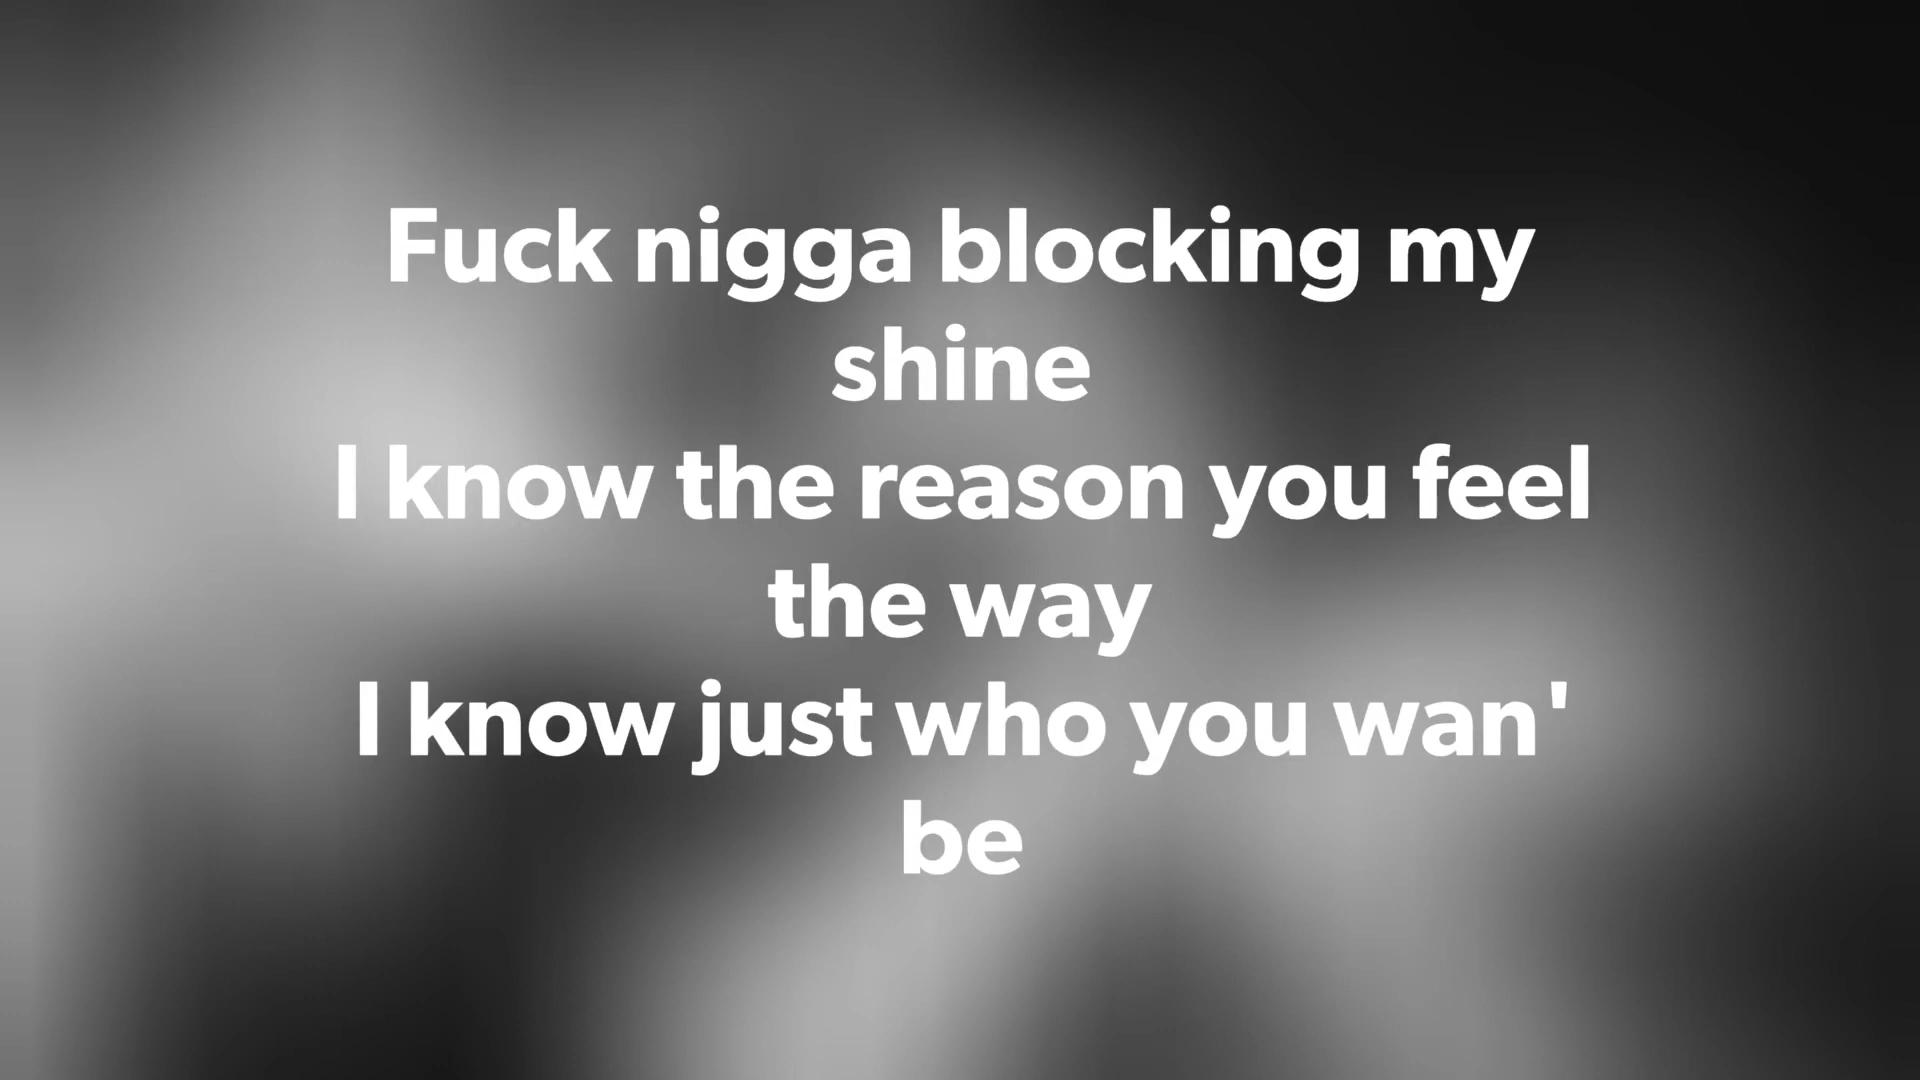 Fuck nigga blocking my
shine
I know the reason you feel
the way
I know just who you wan'
be